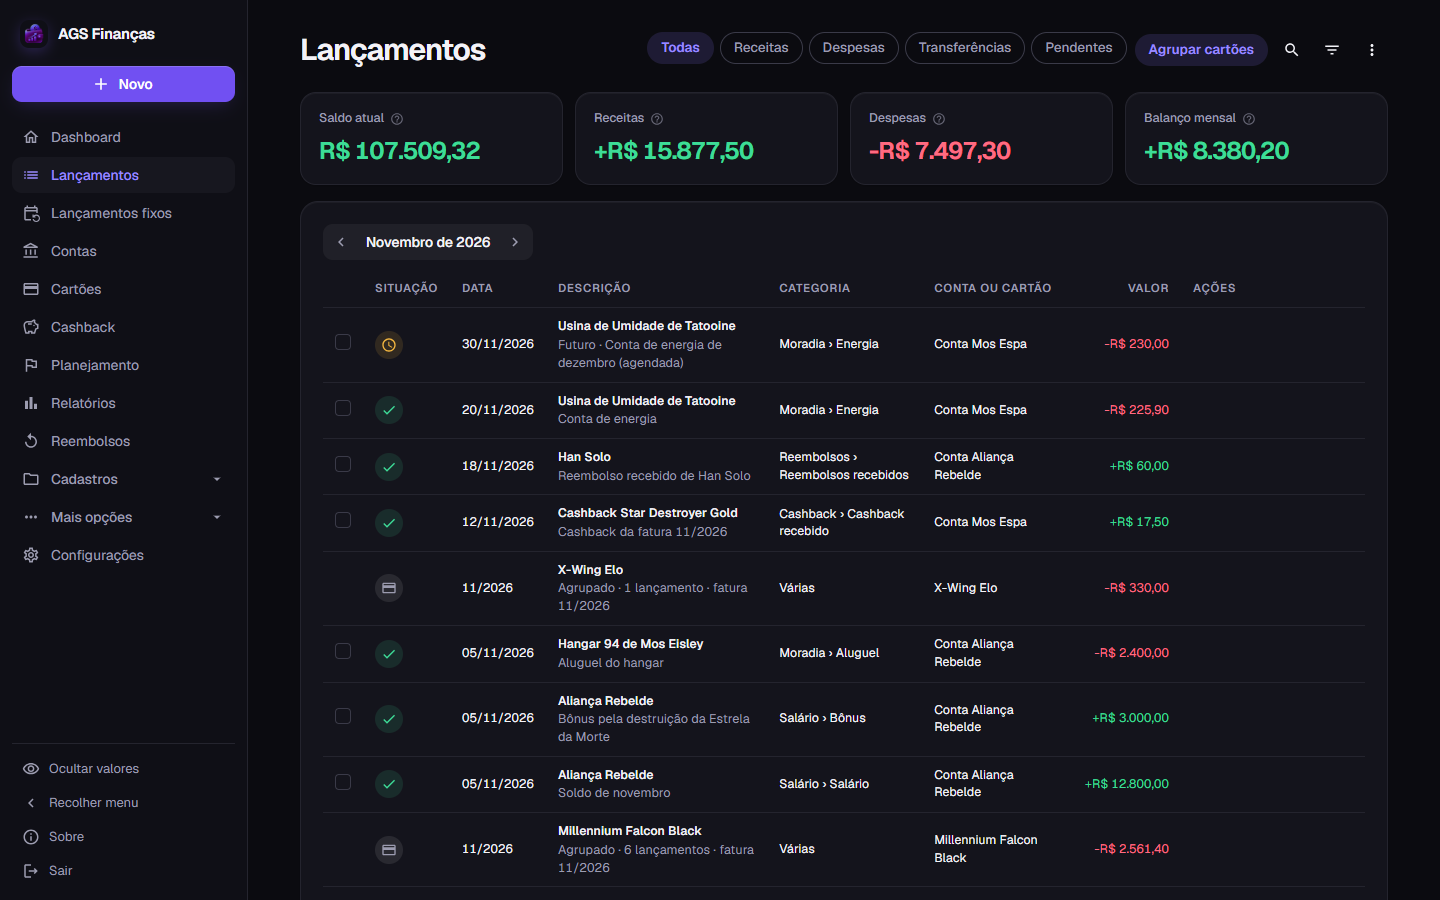 AGS Finanças
Novo
Dashboard
Lançamentos
Lançamentos fixos
Contas
Cartões
Cashback
Planejamento
Relatórios
Reembolsos
Cadastros
Mais opções
Configurações
Ocultar valores
Recolher menu
Sobre
Sair
Lançamentos
Todas Receitas Despesas Transferências Pendentes Agrupar cartões
Saldo atual
R$ 107.509,32
Receitas
+R$ 15.877,50
Despesas
-R$ 7.497,30
Balanço mensal
+R$ 8.380,20
Novembro de 2026
SITUAÇÃO DATA DESCRIÇÃO CATEGORIA CONTA OU CARTÃO VALOR AÇÕES
30/11/2026
Usina de Umidade de Tatooine
Futuro · Conta de energia de
dezembro (agendada)
Moradia › Energia
Conta Mos Espa
-R$ 230,00
20/11/2026
Usina de Umidade de Tatooine
Conta de energia
Moradia › Energia
Conta Mos Espa
-R$ 225,90
18/11/2026
Han Solo
Reembolso recebido de Han Solo
Reembolsos ›
Reembolsos recebidos
Conta Aliança
Rebelde
+R$ 60,00
12/11/2026
Cashback Star Destroyer Gold
Cashback da fatura 11/2026
Cashback › Cashback
recebido
Conta Mos Espa
+R$ 17,50
11/2026
X-Wing Elo
Agrupado · 1 lançamento · fatura
11/2026
Várias
X-Wing Elo
-R$ 330,00
05/11/2026
Hangar 94 de Mos Eisley
Aluguel do hangar
Moradia › Aluguel
Conta Aliança
Rebelde
-R$ 2.400,00
05/11/2026
Aliança Rebelde
Bônus pela destruição da Estrela
da Morte
Salário › Bônus
Conta Aliança
Rebelde
+R$ 3.000,00
05/11/2026
Aliança Rebelde
Soldo de novembro
Salário › Salário
Conta Aliança
Rebelde
+R$ 12.800,00
11/2026
Millennium Falcon Black
Agrupado · 6 lançamentos · fatura
11/2026
Várias
Millennium Falcon
Black
-R$ 2.561,40